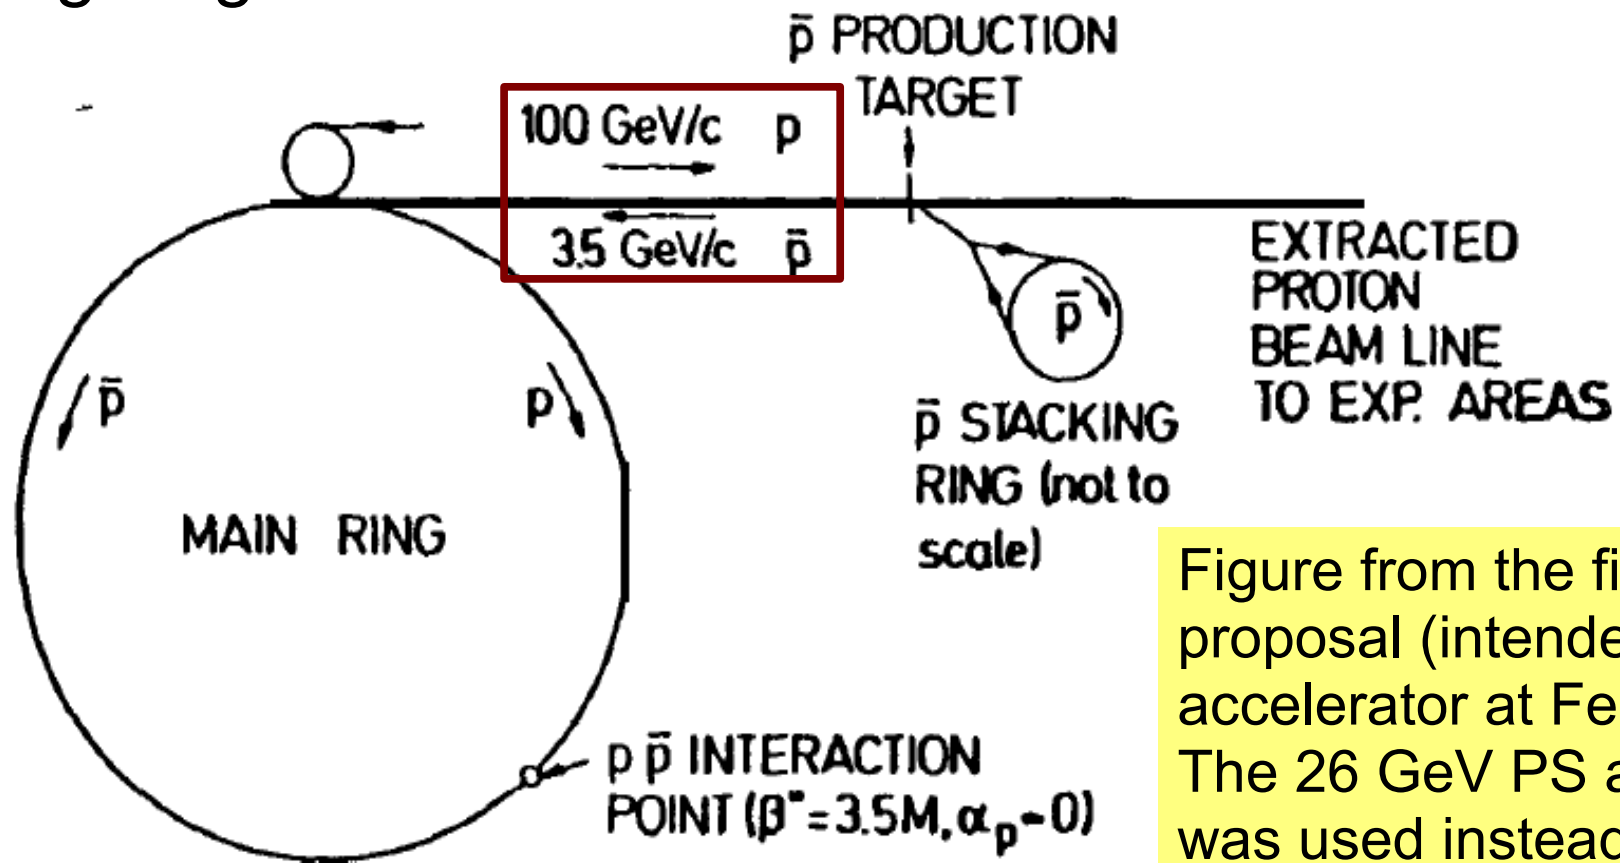 p̄ PRODUCTION
TARGET
100 GeV/c p
3.5 GeV/c p̄
EXTRACTED
PROTON
BEAM LINE
TO EXP. AREAS
p̄
p̄ STACKING
RING (not to
scale)
p̄
p
MAIN RING
p p̄ INTERACTION
POINT (β*=3.5M, αp=0)
Figure from the fi
proposal (intende
accelerator at Fe
The 26 GeV PS a
was used instead